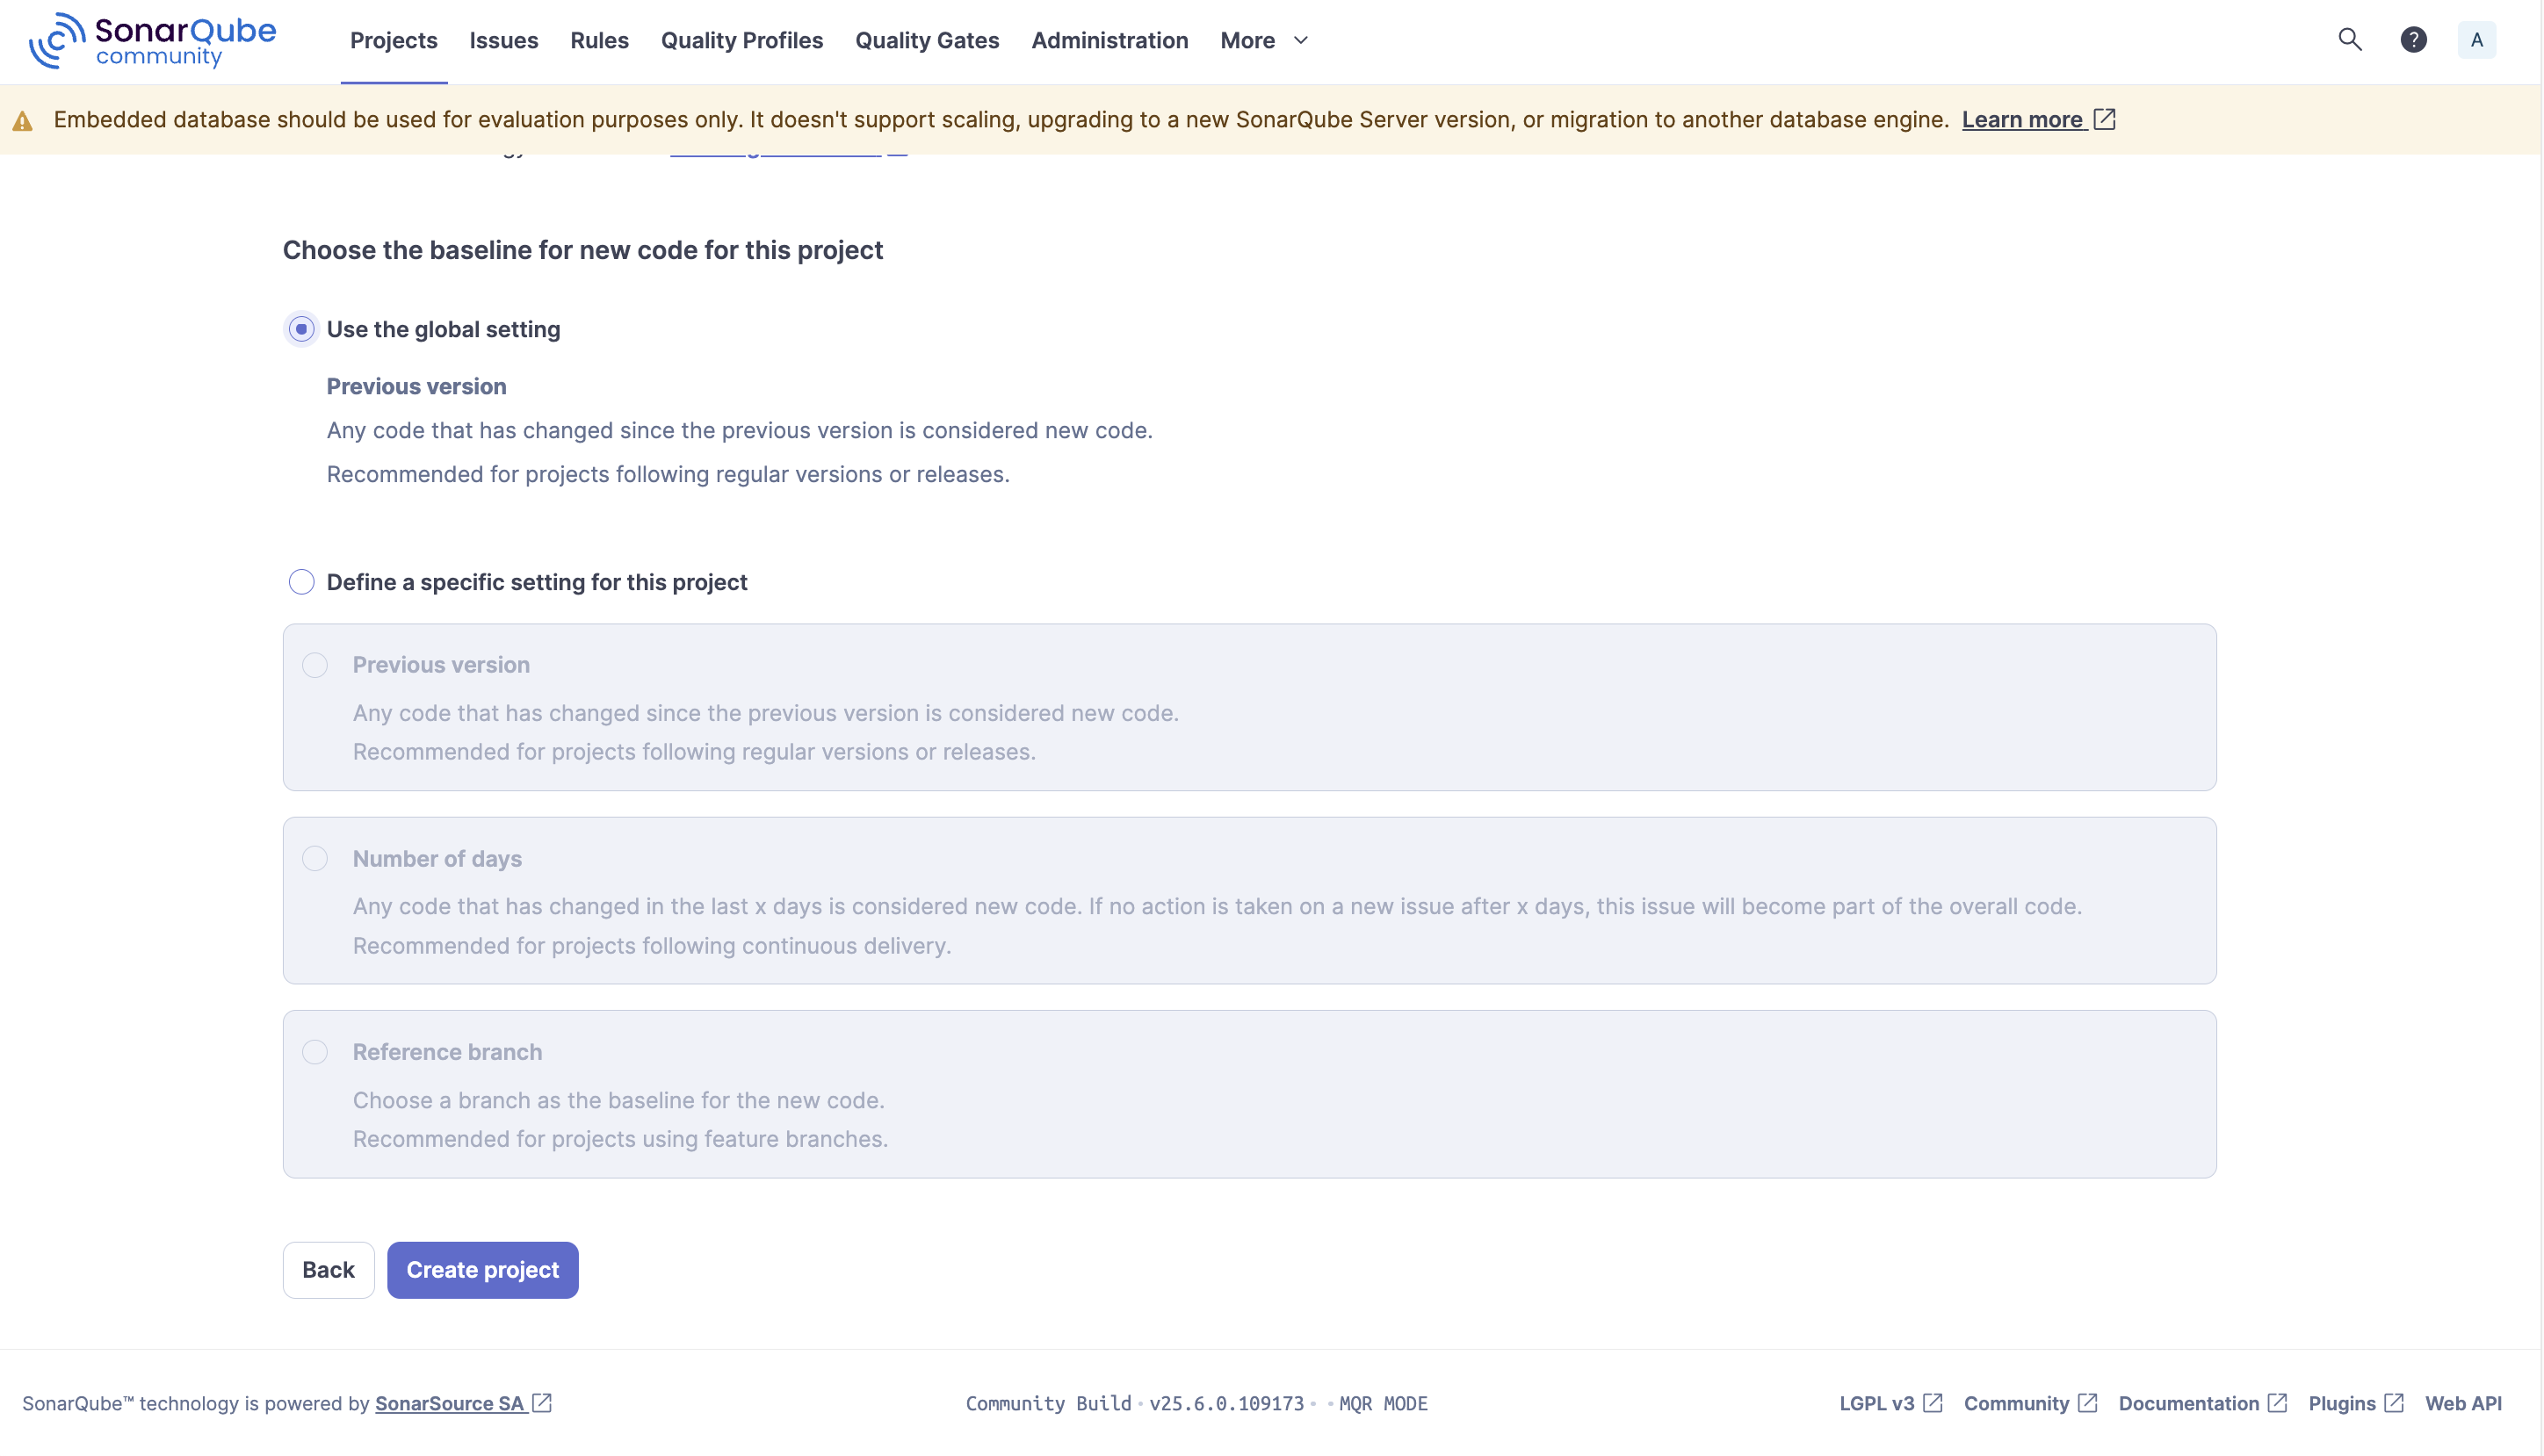 SonarQube
community
Projects
Issues
Rules
Quality Profiles
Quality Gates
Administration
More
?
A
Embedded database should be used for evaluation purposes only. It doesn't support scaling, upgrading to a new SonarQube Server version, or migration to another database engine. Learn more
Choose the baseline for new code for this project
Use the global setting
Previous version
Any code that has changed since the previous version is considered new code.
Recommended for projects following regular versions or releases.
Define a specific setting for this project
Previous version
Any code that has changed since the previous version is considered new code.
Recommended for projects following regular versions or releases.
Number of days
Any code that has changed in the last x days is considered new code. If no action is taken on a new issue after x days, this issue will become part of the overall code.
Recommended for projects following continuous delivery.
Reference branch
Choose a branch as the baseline for the new code.
Recommended for projects using feature branches.
Back
Create project
SonarQube™ technology is powered by SonarSource SA
Community Build • v25.6.0.109173 • • MQR MODE
LGPL v3
Community
Documentation
Plugins
Web API